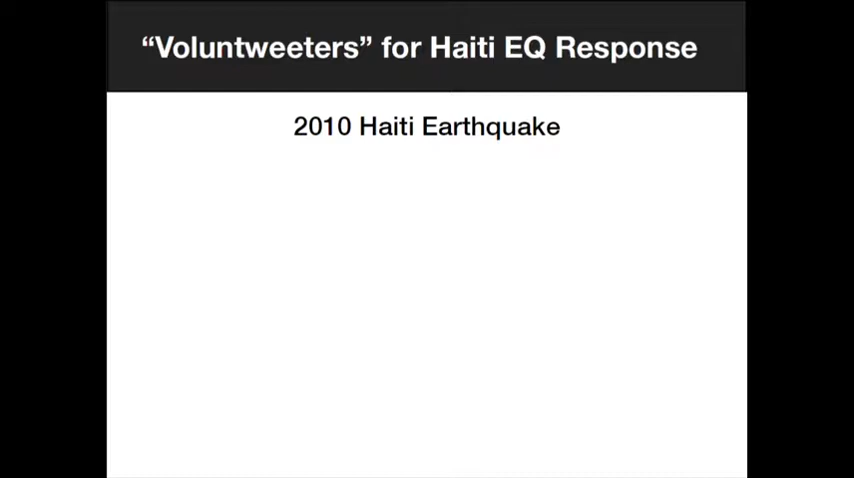 “Voluntweeters” for Haiti EQ Response
2010 Haiti Earthquake